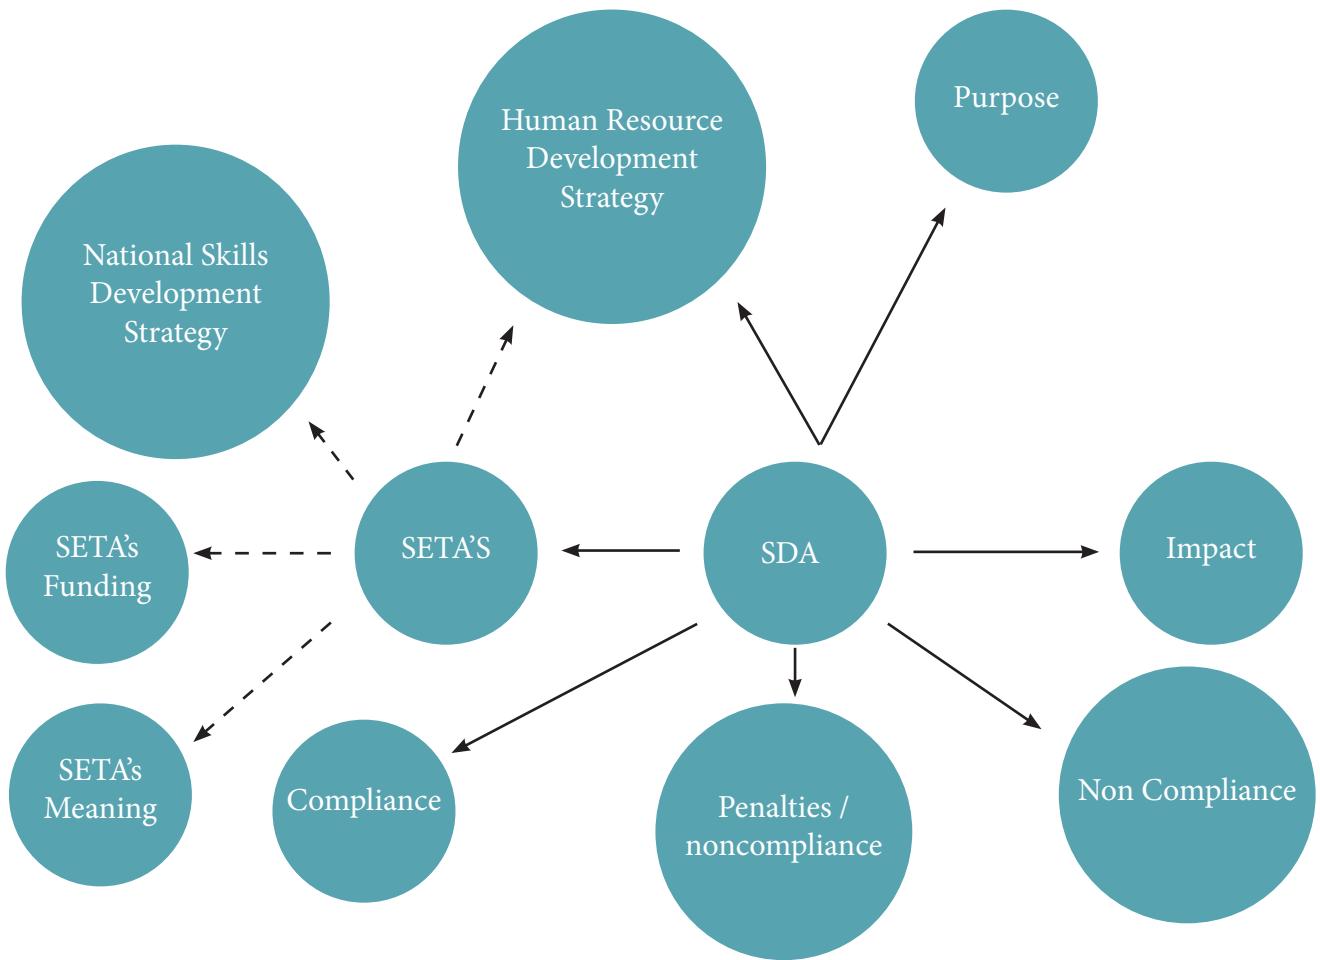 Purpose
Human Resource
Development
Strategy
National Skills
Development
Strategy
SETA's
Funding
SETA'S
SDA
Impact
SETA's
Meaning
Compliance
Penalties /
noncompliance
Non Compliance